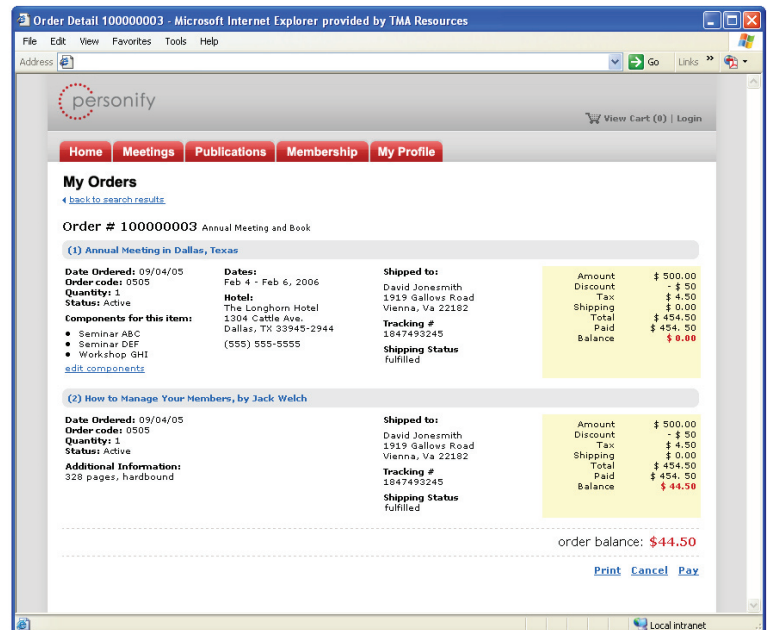 Order Detail 100000003 - Microsoft Internet Explorer provided by TMA Resources
File Edit View Favorites Tools Help
Address Go Links »
personify
View Cart (0) | Login
Home Meetings Publications Membership My Profile
My Orders
back to search results
Order # 100000003 Annual Meeting and Book
(1) Annual Meeting in Dallas, Texas
Date Ordered: 09/04/05
Order code: 0505
Quantity: 1
Status: Active
Components for this item:
• Seminar ABC
• Seminar DEF
• Workshop GHI
edit components
Dates:
Feb 4 - Feb 6, 2006
Hotel:
The Longhorn Hotel
1304 Cattle Ave.
Dallas, TX 33945-2944
(555) 555-5555
Shipped to:
David Jonesmith
1919 Gallows Road
Vienna, Va 22182
Tracking #
1847493245
Shipping Status
fulfilled
Amount $ 500.00
Discount - $ 50
Tax $ 4.50
Shipping $ 0.00
Total $ 454.50
Paid $ 454. 50
Balance $ 0.00
(2) How to Manage Your Members, by Jack Welch
Date Ordered: 09/04/05
Order code: 0505
Quantity: 1
Status: Active
Additional Information:
328 pages, hardbound
Shipped to:
David Jonesmith
1919 Gallows Road
Vienna, Va 22182
Tracking #
1847493245
Shipping Status
fulfilled
Amount $ 500.00
Discount - $ 50
Tax $ 4.50
Shipping $ 0.00
Total $ 454.50
Paid $ 454. 50
Balance $ 44.50
order balance: $44.50
Print Cancel Pay
Local intranet